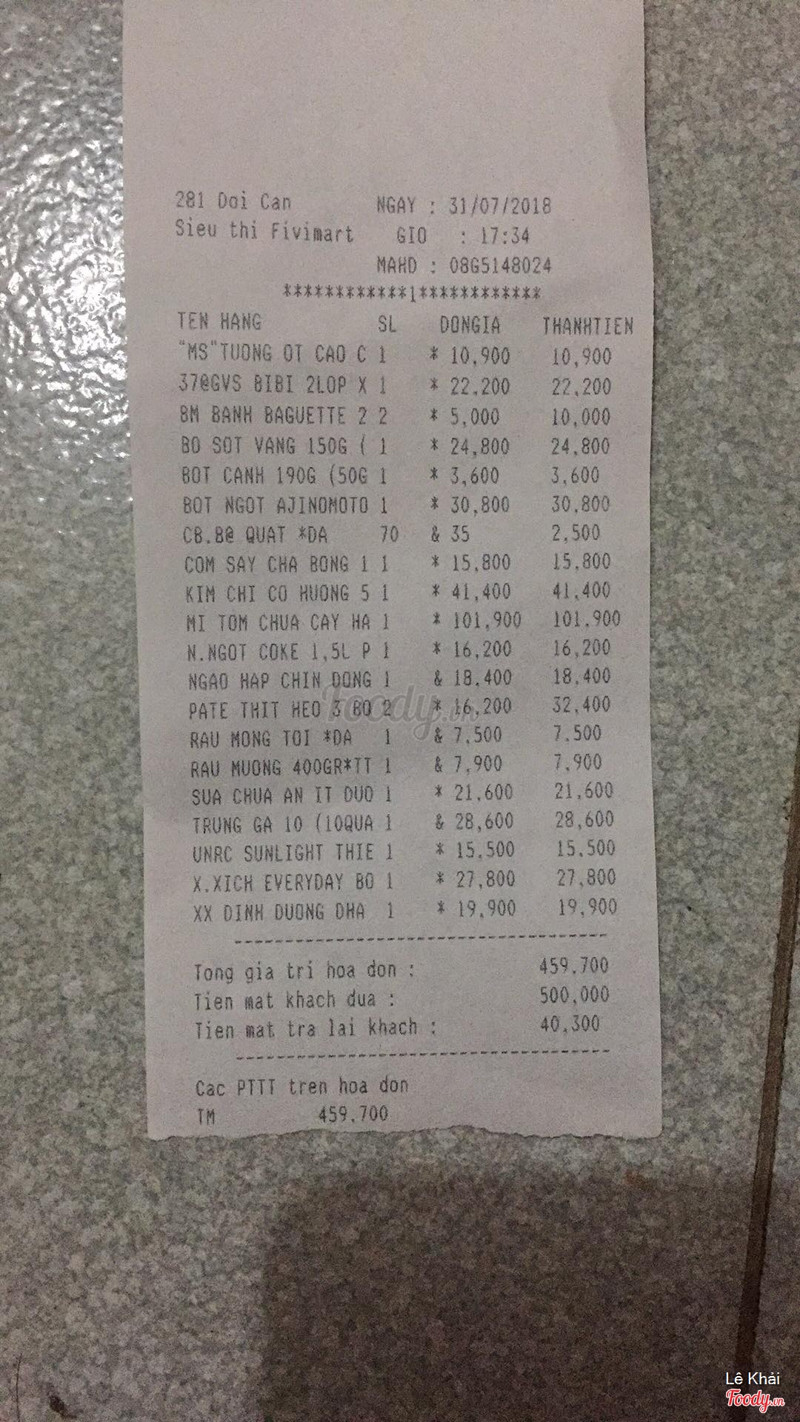 281 Doi Can NGAY : 31/07/2018
Sieu thi Fivimart GIO : 17:34
MAHD : 08G5148024
************1************
TEN HANG SL DONGIA THANHTIEN
"MS"TUONG OT CAO C 1 * 10,900 10,900
37@GVS BIBI 2LOP X 1 * 22,200 22,200
BM BANH BAGUETTE 2 2 * 5,000 10,000
BO SOT VANG 150G ( 1 * 24,800 24,800
BOT CANH 190G (50G 1 * 3,600 3,600
BOT NGOT AJINOMOTO 1 * 30,800 30,800
CB.B@ QUAT *DA 70 & 35 2,500
COM SAY CHA BONG 1 1 * 15,800 15,800
KIM CHI CO HUONG 5 1 * 41,400 41,400
MI TOM CHUA CAY HA 1 * 101,900 101,900
N.NGOT COKE 1,5L P 1 * 16,200 16,200
NGAO HAP CHIN DONG 1 & 18,400 18,400
PATE THIT HEO 3 BO 2 * 16,200 32,400
RAU MONG TOI *DA 1 & 7,500 7,500
RAU MUONG 400GR*TT 1 & 7,900 7,900
SUA CHUA AN IT DUO 1 * 21,600 21,600
TRUNG GA 10 (10QUA 1 & 28,600 28,600
UNRC SUNLIGHT THIE 1 * 15,500 15,500
X.XICH EVERYDAY BO 1 * 27,800 27,800
XX DINH DUONG DHA 1 * 19,900 19,900
Tong gia tri hoa don : 459,700
Tien mat khach dua : 500,000
Tien mat tra lai khach : 40,300
Cac PTTT tren hoa don
TM 459,700
Foody.vn
Lê Khải
Foody.vn